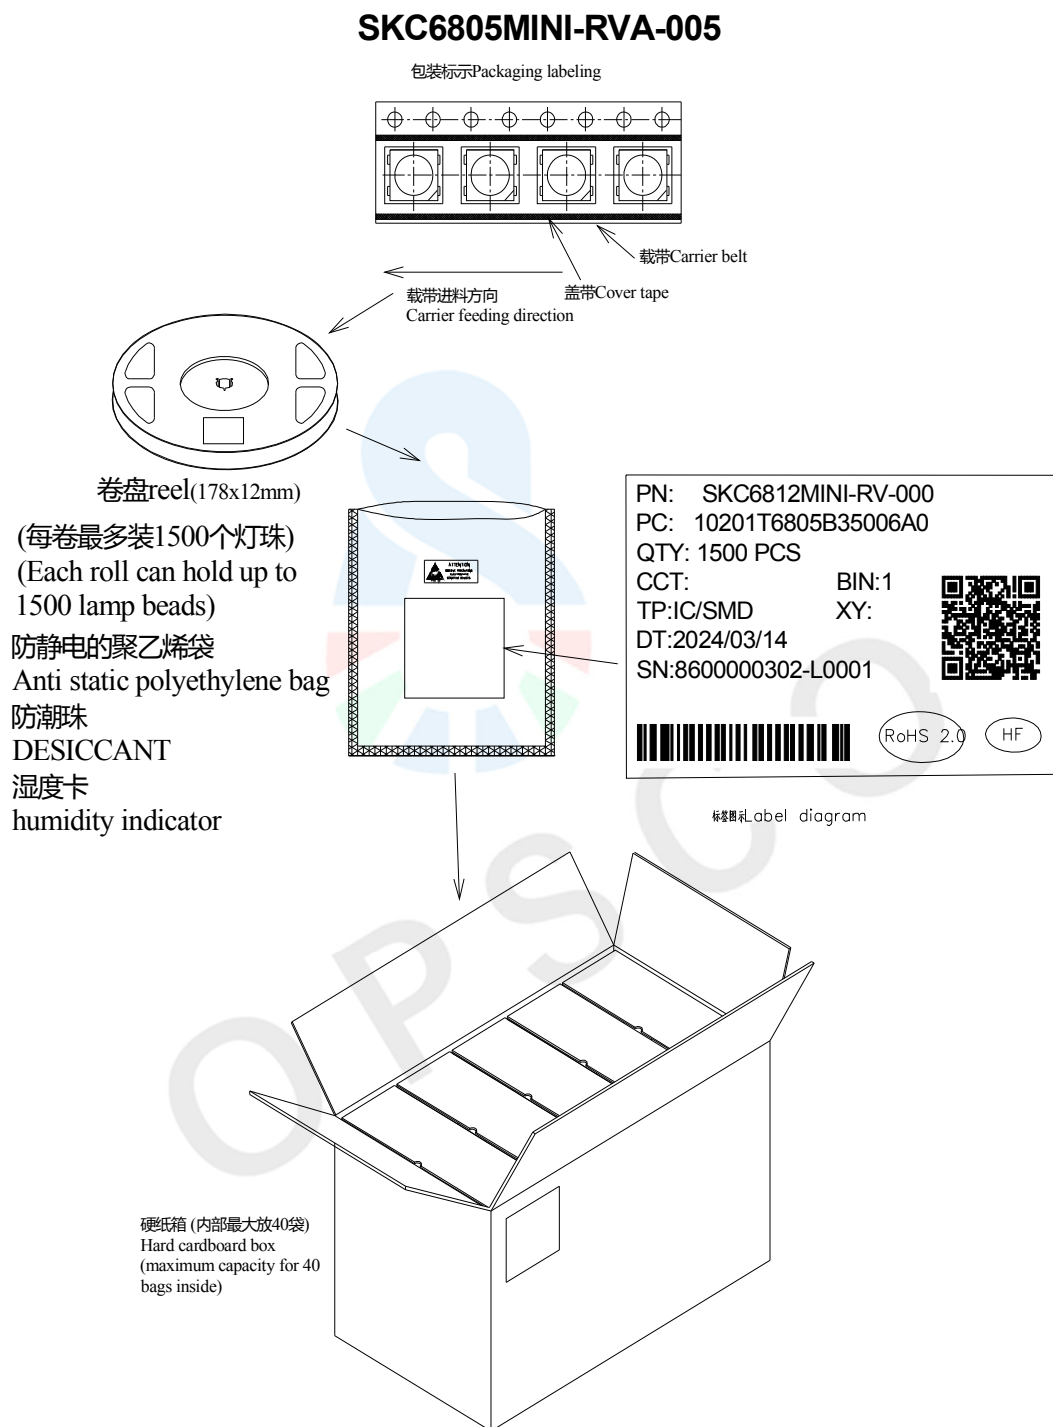 SKC6805MINI-RVA-005
包装标示Packaging labeling
载带Carrier belt
盖带Cover tape
载带进料方向
Carrier feeding direction
卷盘reel(178x12mm)
(每卷最多装1500个灯珠)
(Each roll can hold up to
1500 lamp beads)
防静电的聚乙烯袋
Anti static polyethylene bag
防潮珠
DESICCANT
湿度卡
humidity indicator
ATTENTION
PN: SKC6812MINI-RV-000
PC: 10201T6805B35006A0
QTY: 1500 PCS
CCT: BIN:1
TP:IC/SMD XY:
DT:2024/03/14
SN:8600000302-L0001
RoHS 2.0 HF
标签图示Label diagram
硬纸箱 (内部最大放40袋)
Hard cardboard box
(maximum capacity for 40
bags inside)
OPSCO